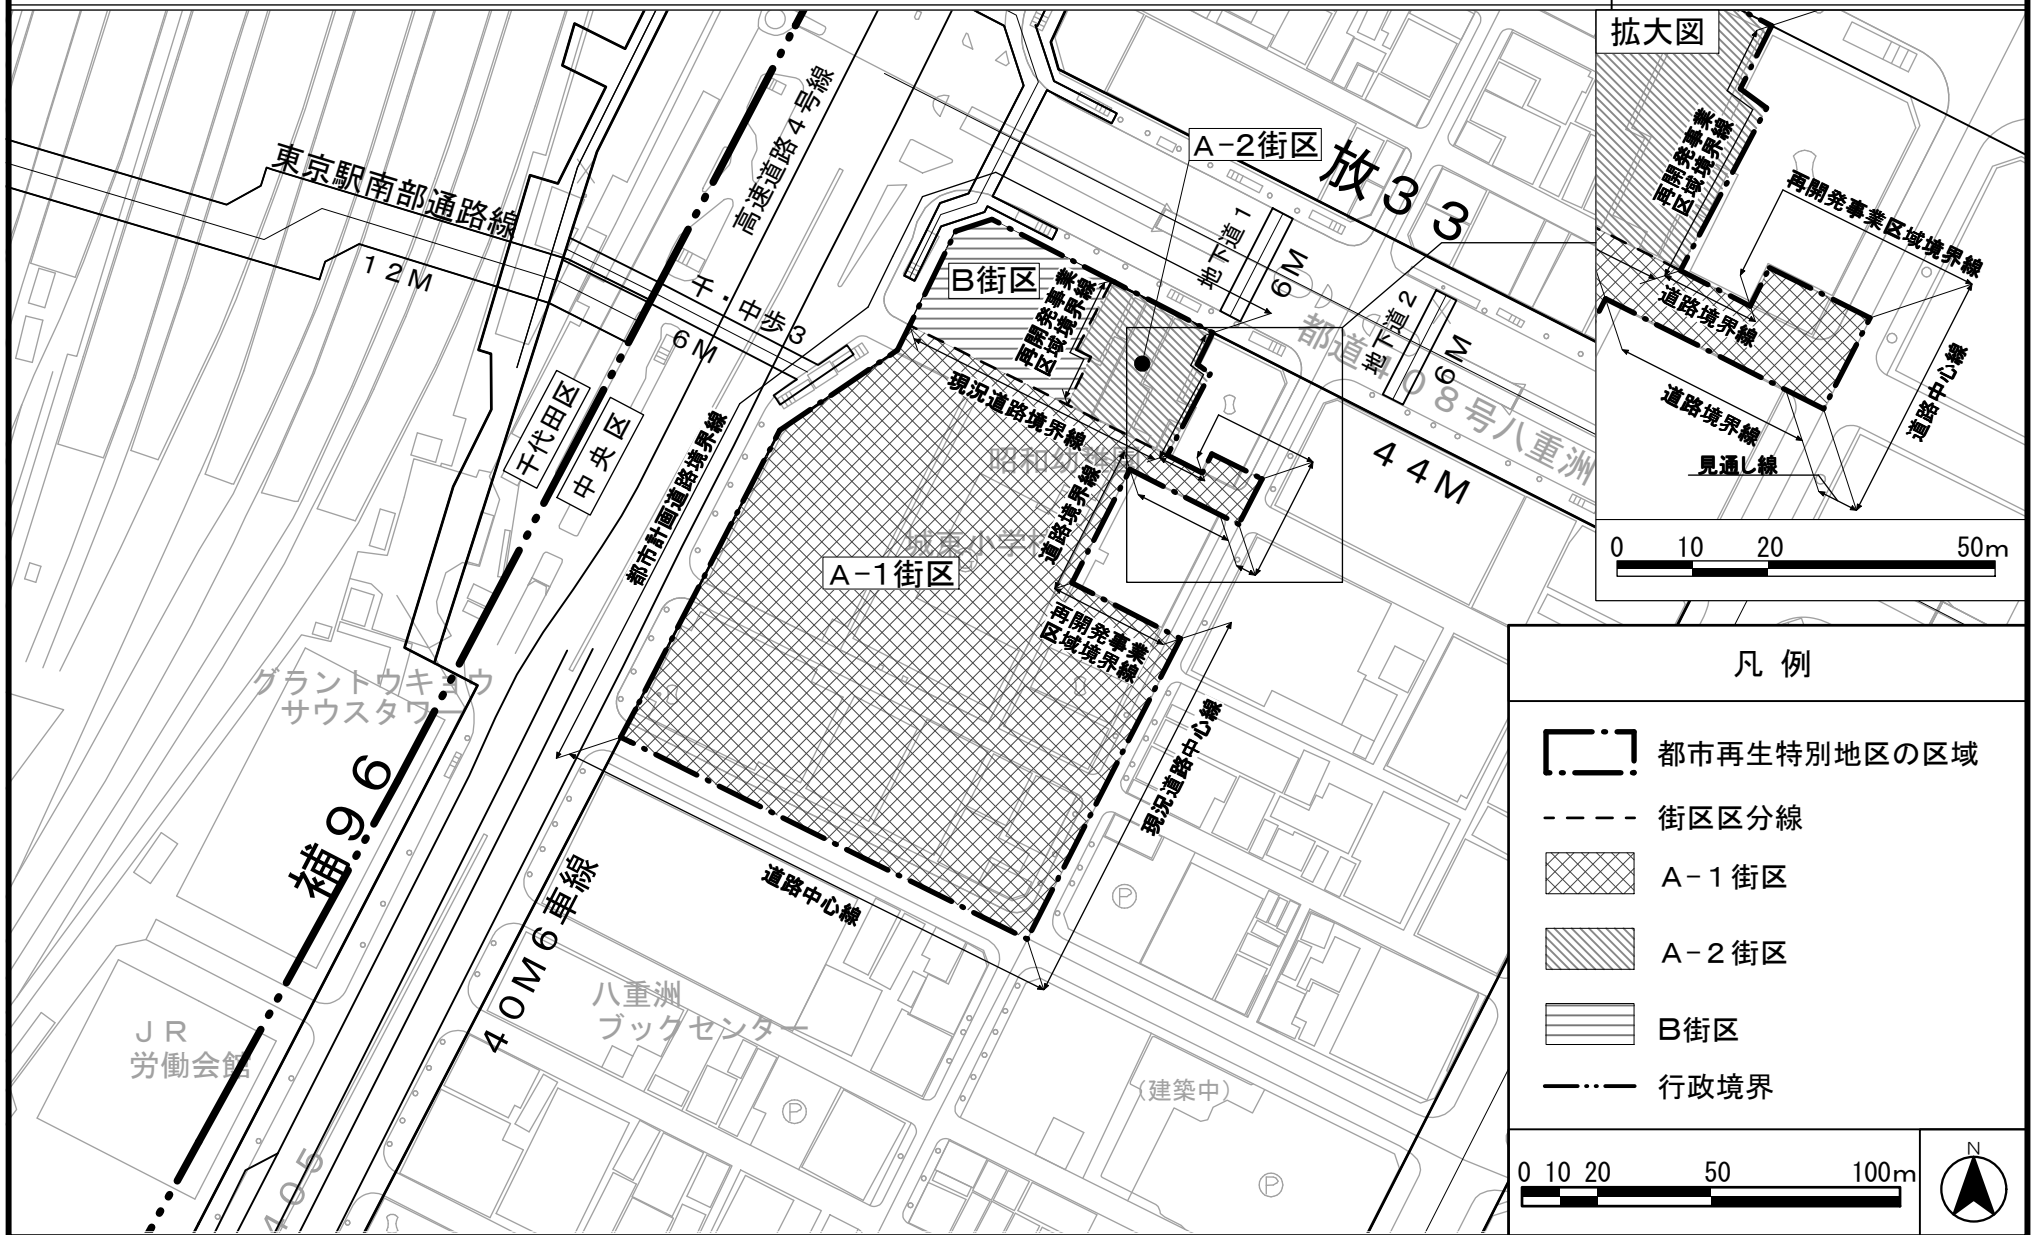 拡大図
再開発事業
区域境界線
再開発事業区域境界線
道路境界線
道路境界線
道路中心線
見通し線
0 10 20 50m
東京駅南部通路線
12M
高速道路4号線
千・中歩3
6M
千代田区
中央区
A-2街区
放33
地下道1
6M
地下道2
6M
都道408号八重洲
44M
B街区
再開発事業
区域境界線
現況道路境界線
都市計画道路境界線
道路境界線
A-1街区
再開発事業
区域境界線
現況道路中心線
道路中心線
グラントウキョウ
サウスタワー
補96
40M6車線
八重洲
ブックセンター
JR
労働会館
405
(建築中)
P
P
P
凡例
都市再生特別地区の区域
街区区分線
A-1街区
A-2街区
B街区
行政境界
0 10 20 50 100m
N